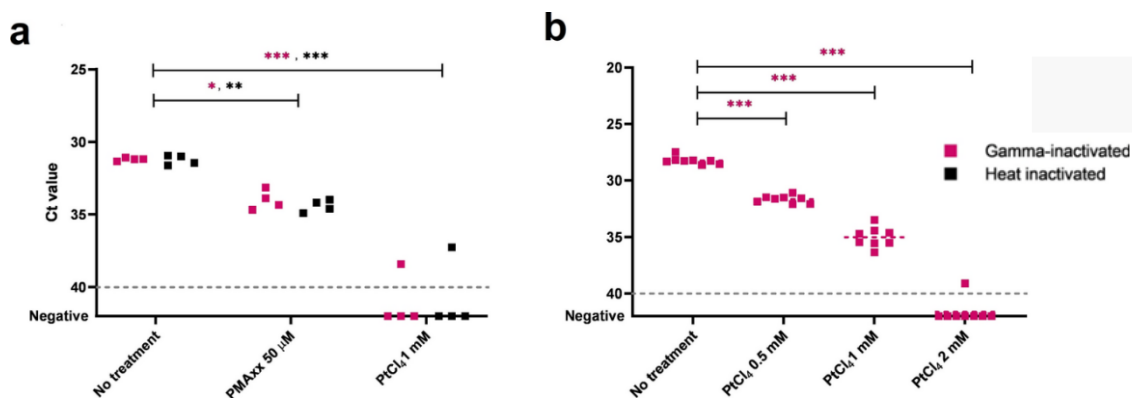 a
***, ***
*, **
25
30
35
40
Negative
Ct value
No treatment
PMAxx 50 µM
PtCl₄ 1 mM
b
***
***
***
20
25
30
35
40
Negative
No treatment
PtCl₄ 0.5 mM
PtCl₄ 1 mM
PtCl₄ 2 mM
Gamma-inactivated
Heat inactivated